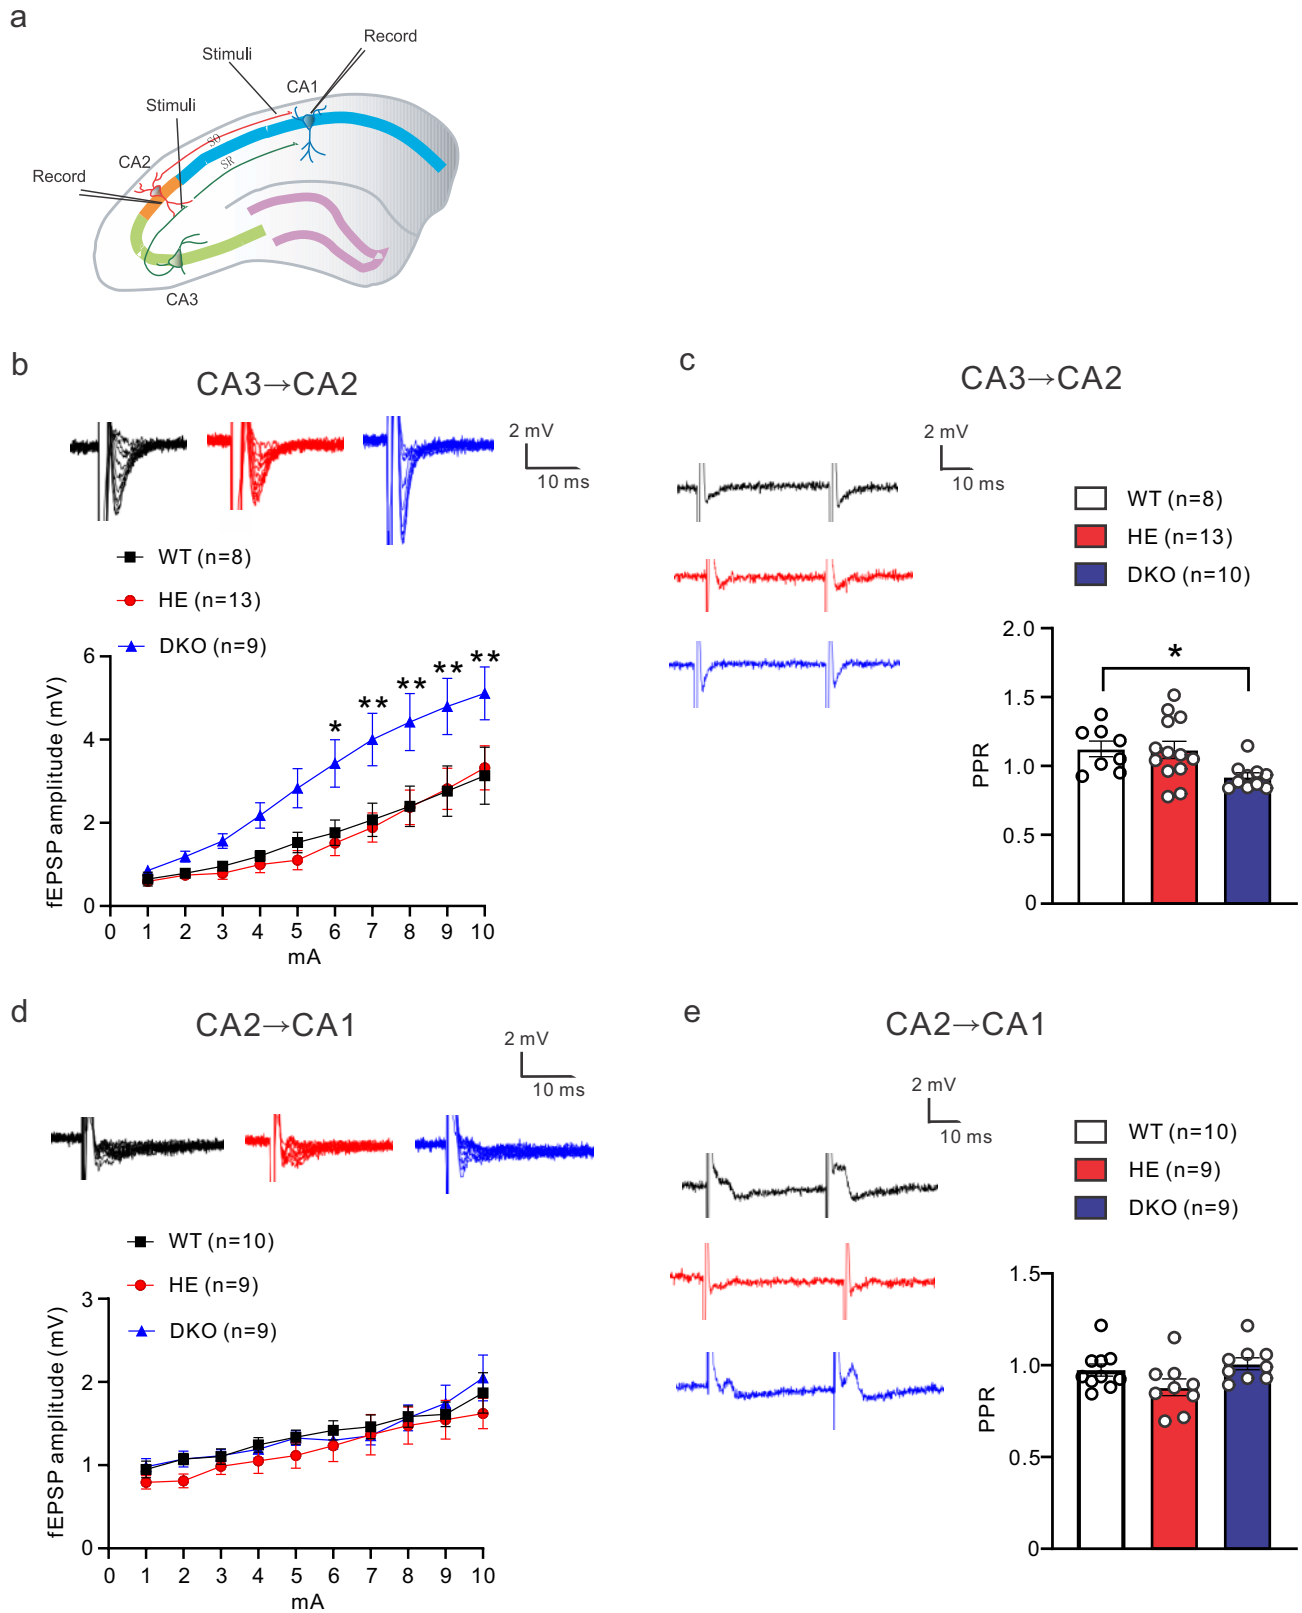 a
Record
Stimuli
CA1
Stimuli
SO
CA2
SR
Record
CA3
b
CA3→CA2
2 mV
10 ms
WT (n=8)
HE (n=13)
DKO (n=9)
fEPSP amplitude (mV)
6
4
2
0
* ** ** ** **
0 1 2 3 4 5 6 7 8 9 10
mA
c
CA3→CA2
2 mV
10 ms
WT (n=8)
HE (n=13)
DKO (n=10)
PPR
2.0
1.5
1.0
0.5
0
*
d
CA2→CA1
2 mV
10 ms
WT (n=10)
HE (n=9)
DKO (n=9)
fEPSP amplitude (mV)
3
2
1
0
0 1 2 3 4 5 6 7 8 9 10
mA
e
CA2→CA1
2 mV
10 ms
WT (n=10)
HE (n=9)
DKO (n=9)
PPR
1.5
1.0
0.5
0